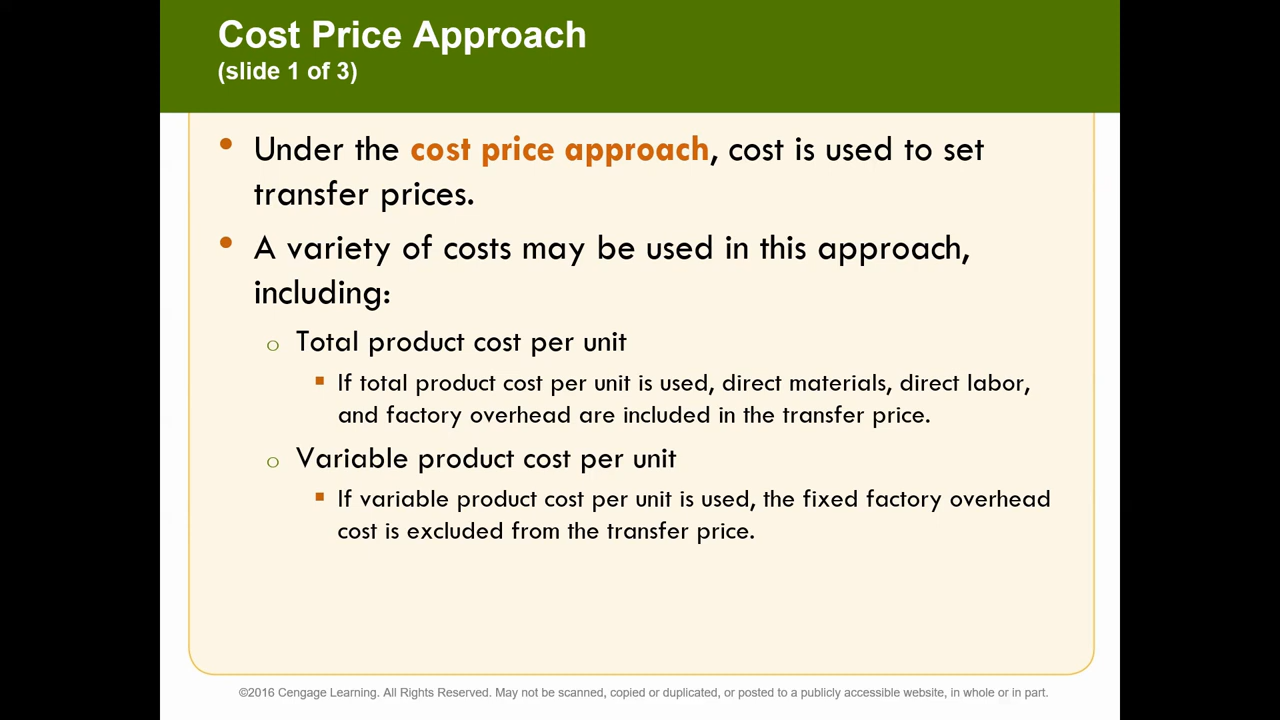 Cost Price Approach
(slide 1 of 3)
• Under the cost price approach, cost is used to set
transfer prices.
• A variety of costs may be used in this approach,
including:
o Total product cost per unit
▪ If total product cost per unit is used, direct materials, direct labor,
and factory overhead are included in the transfer price.
o Variable product cost per unit
▪ If variable product cost per unit is used, the fixed factory overhead
cost is excluded from the transfer price.
©2016 Cengage Learning. All Rights Reserved. May not be scanned, copied or duplicated, or posted to a publicly accessible website, in whole or in part.